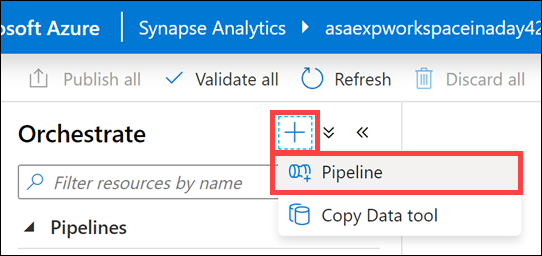 osoft Azure Synapse Analytics asaexpworkspaceinaday42
Publish all Validate all Refresh Discard all
Orchestrate
Pipeline
Filter resources by name
Copy Data tool
Pipelines